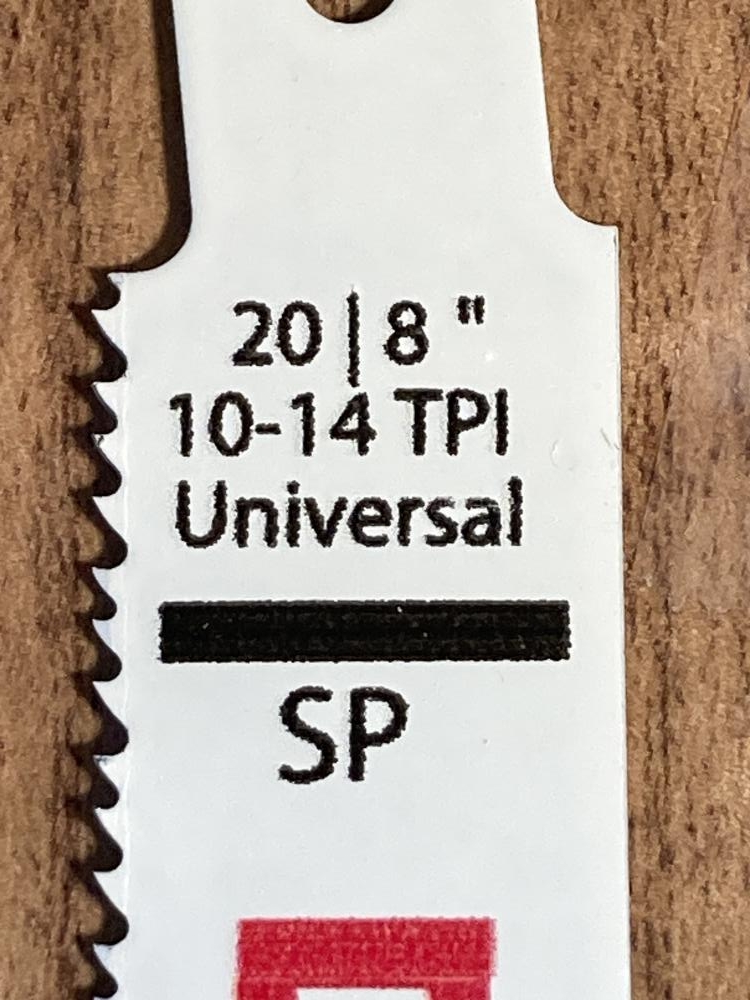 20 | 8 "
10-14 TPI
Universal
SP